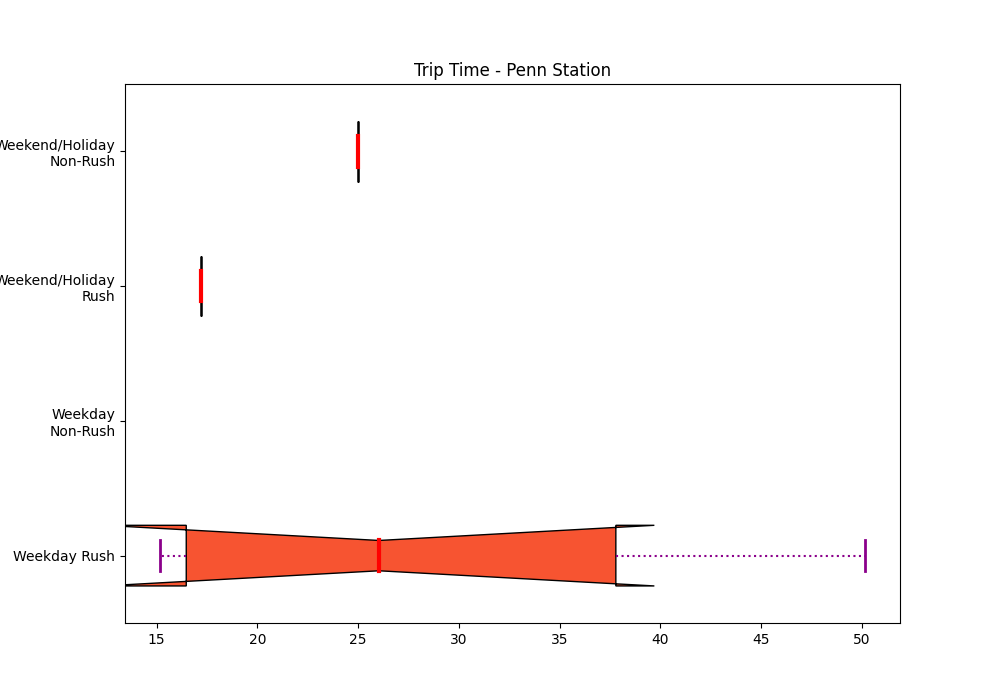 Trip Time - Penn Station
Weekend/Holiday
Non-Rush
Weekend/Holiday
Rush
Weekday
Non-Rush
Weekday Rush
15 20 25 30 35 40 45 50